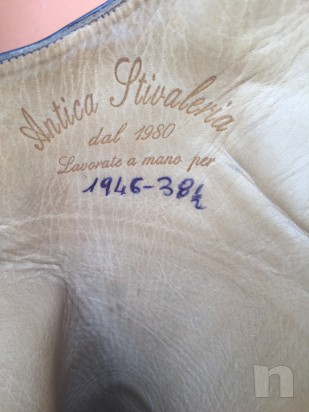 Antica Stivaleria
dal 1980
Lavorate a mano per
1946-38½
n